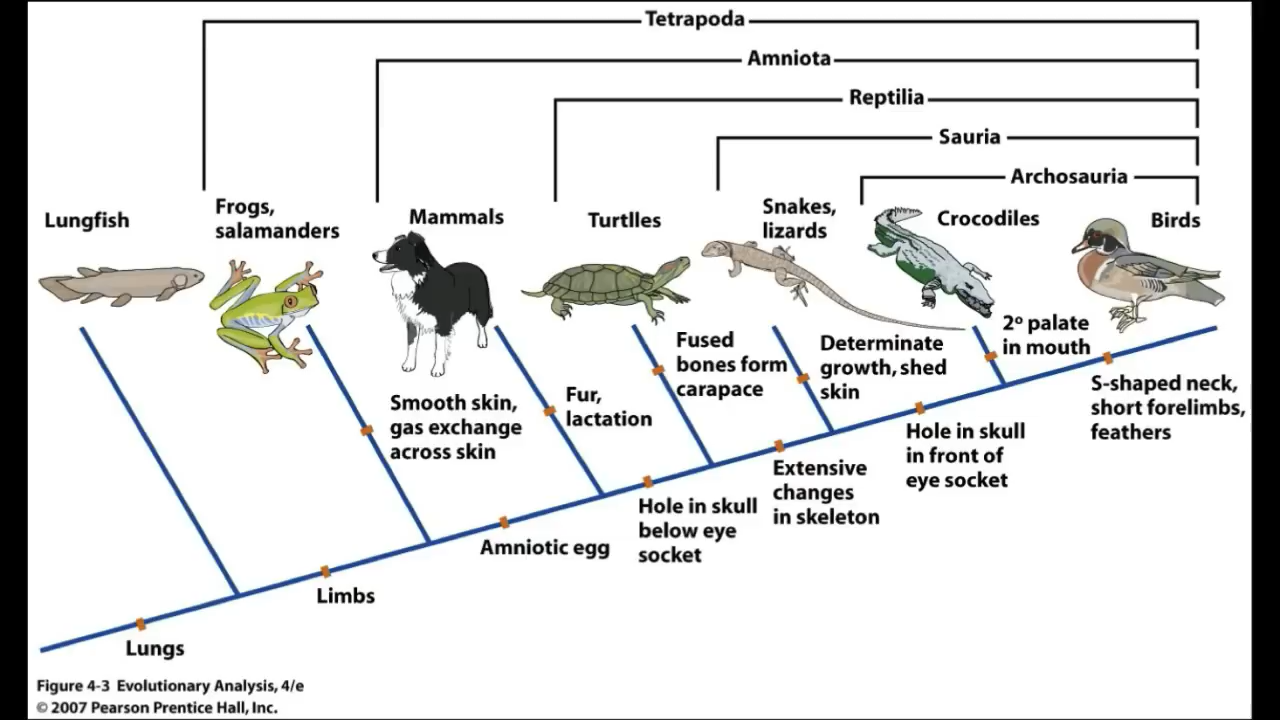 Tetrapoda
Amniota
Reptilia
Sauria
Archosauria
Lungfish
Frogs,
salamanders
Mammals
Turtlles
Snakes,
lizards
Crocodiles
Birds
Smooth skin,
gas exchange
across skin
Fur,
lactation
Fused
bones form
carapace
Determinate
growth, shed
skin
2º palate
in mouth
S-shaped neck,
short forelimbs,
feathers
Hole in skull
in front of
eye socket
Extensive
changes
in skeleton
Hole in skull
below eye
socket
Amniotic egg
Limbs
Lungs
Figure 4-3 Evolutionary Analysis, 4/e
© 2007 Pearson Prentice Hall, Inc.